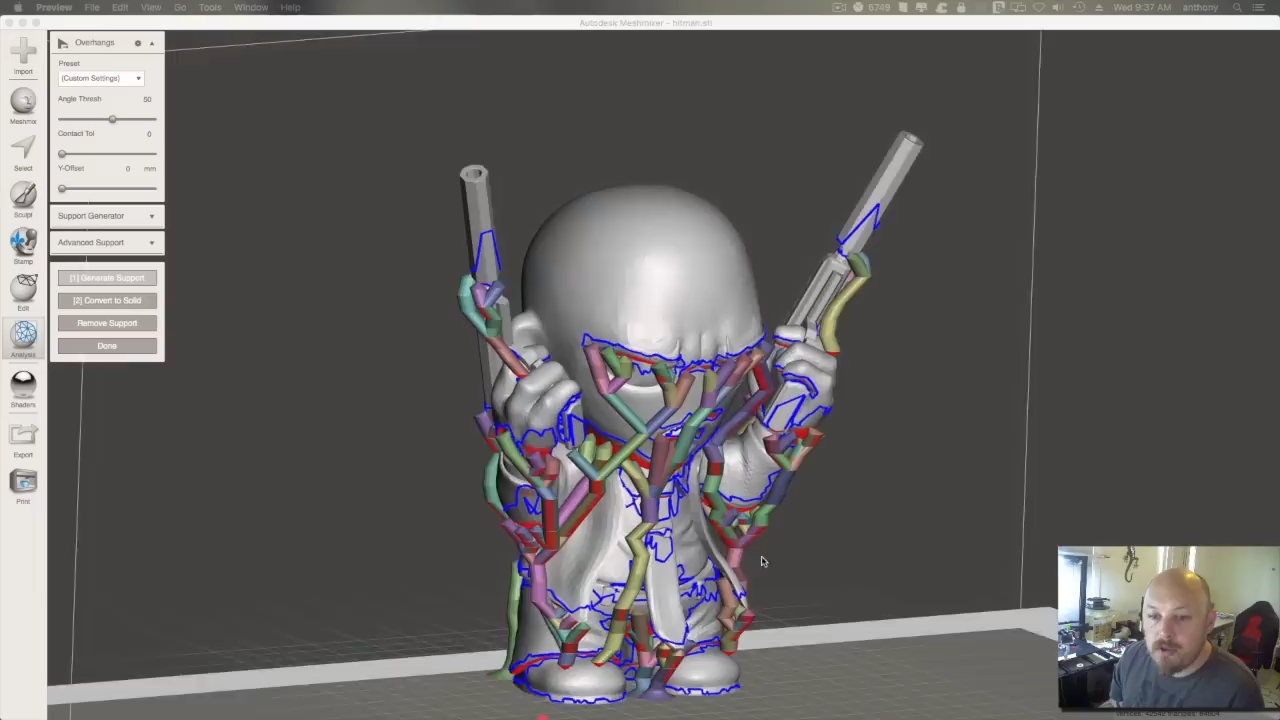 Preview File Edit View Go Tools Window Help
6749 Wed 9:37 AM anthony
Autodesk Meshmixer - hitman.stl
Import
Meshmix
Select
Sculpt
Stamp
Edit
Analysis
Shaders
Export
Print
Overhangs
Preset
(Custom Settings)
Angle Thresh 50
Contact Tol 0
Y-Offset 0 mm
Support Generator
Advanced Support
[1] Generate Support
[2] Convert to Solid
Remove Support
Done